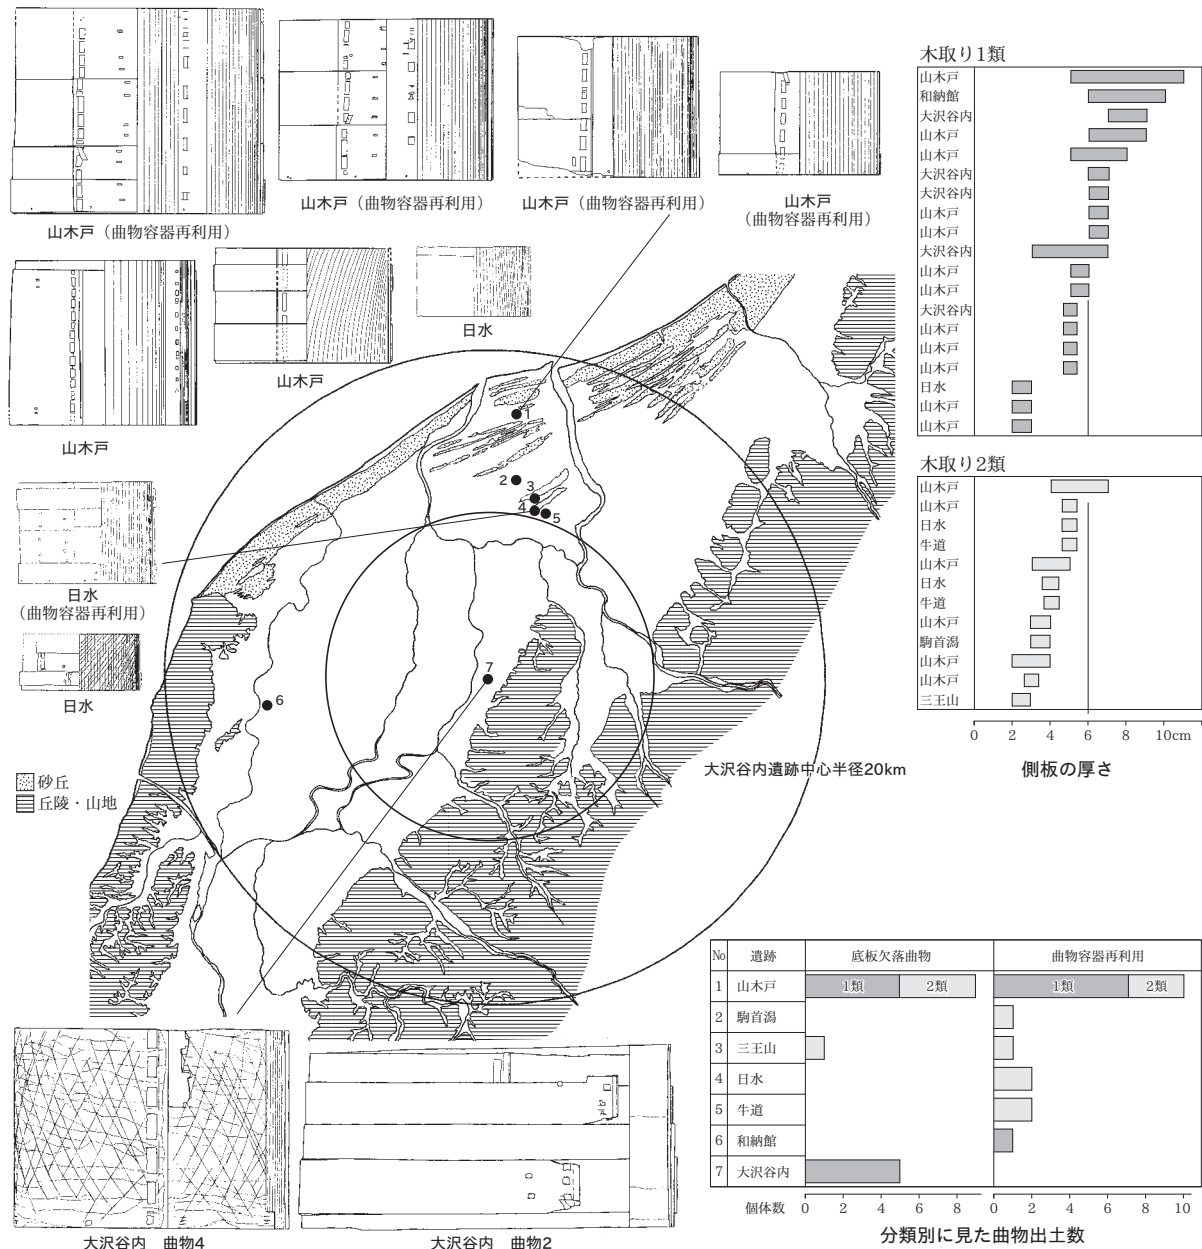 山木戸（曲物容器再利用）
山木戸（曲物容器再利用）
山木戸（曲物容器再利用）
山木戸
（曲物容器再利用）
山木戸
山木戸
日水
日水
（曲物容器再利用）
日水
砂丘
丘陵・山地
1
2
3
4
5
6
7
大沢谷内遺跡中心半径20km
大沢谷内　曲物4
大沢谷内　曲物2
木取り1類
山木戸
和納館
大沢谷内
山木戸
山木戸
大沢谷内
大沢谷内
山木戸
山木戸
大沢谷内
山木戸
山木戸
大沢谷内
山木戸
山木戸
山木戸
日水
山木戸
山木戸
木取り2類
山木戸
山木戸
日水
牛道
山木戸
日水
牛道
山木戸
駒首潟
山木戸
山木戸
三王山
0 2 4 6 8 10cm
側板の厚さ
No 遺跡 底板欠落曲物 曲物容器再利用
1 山木戸 1類 2類 1類 2類
2 駒首潟
3 三王山
4 日水
5 牛道
6 和納館
7 大沢谷内
個体数 0 2 4 6 8 0 2 4 6 8 10
分類別に見た曲物出土数